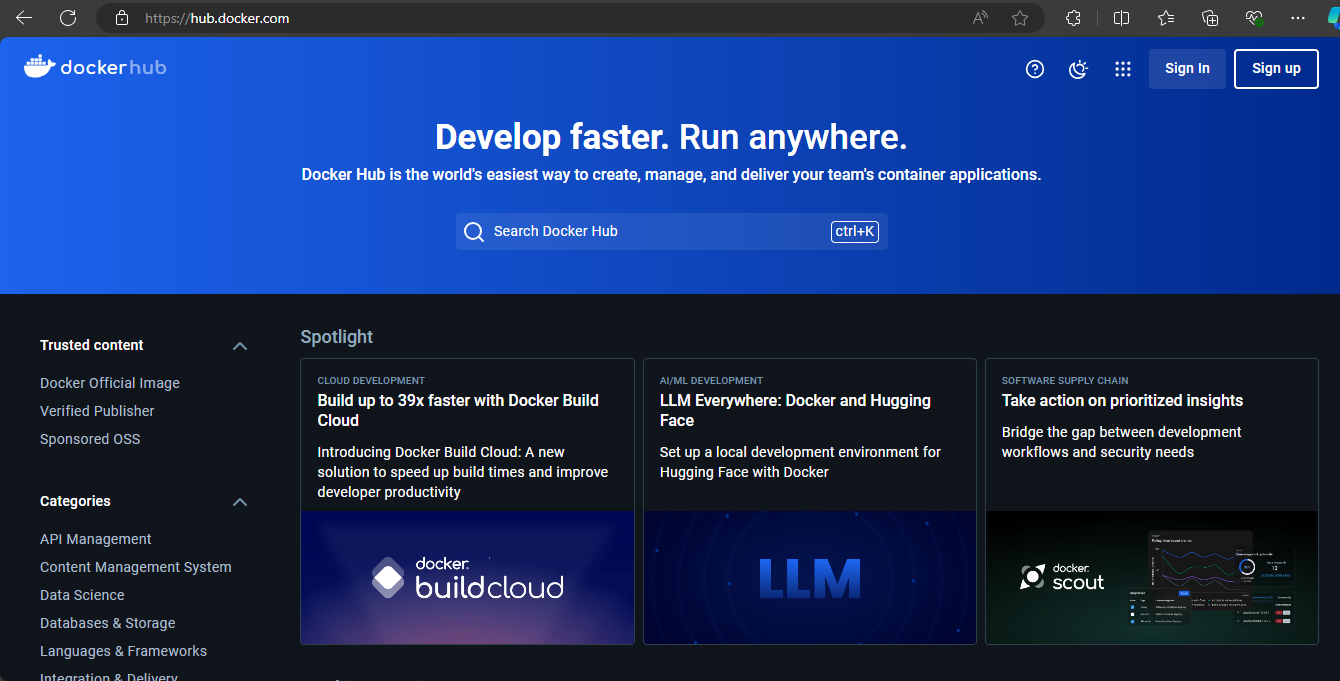 https://hub.docker.com
dockerhub
Sign In
Sign up
Develop faster. Run anywhere.
Docker Hub is the world's easiest way to create, manage, and deliver your team's container applications.
Search Docker Hub
ctrl+K
Trusted content
Docker Official Image
Verified Publisher
Sponsored OSS
Categories
API Management
Content Management System
Data Science
Databases & Storage
Languages & Frameworks
Integration & Delivery
Spotlight
CLOUD DEVELOPMENT
Build up to 39x faster with Docker Build
Cloud
Introducing Docker Build Cloud: A new
solution to speed up build times and improve
developer productivity
docker.
buildcloud
AI/ML DEVELOPMENT
LLM Everywhere: Docker and Hugging
Face
Set up a local development environment for
Hugging Face with Docker
LLM
SOFTWARE SUPPLY CHAIN
Take action on prioritized insights
Bridge the gap between development
workflows and security needs
docker.
scout